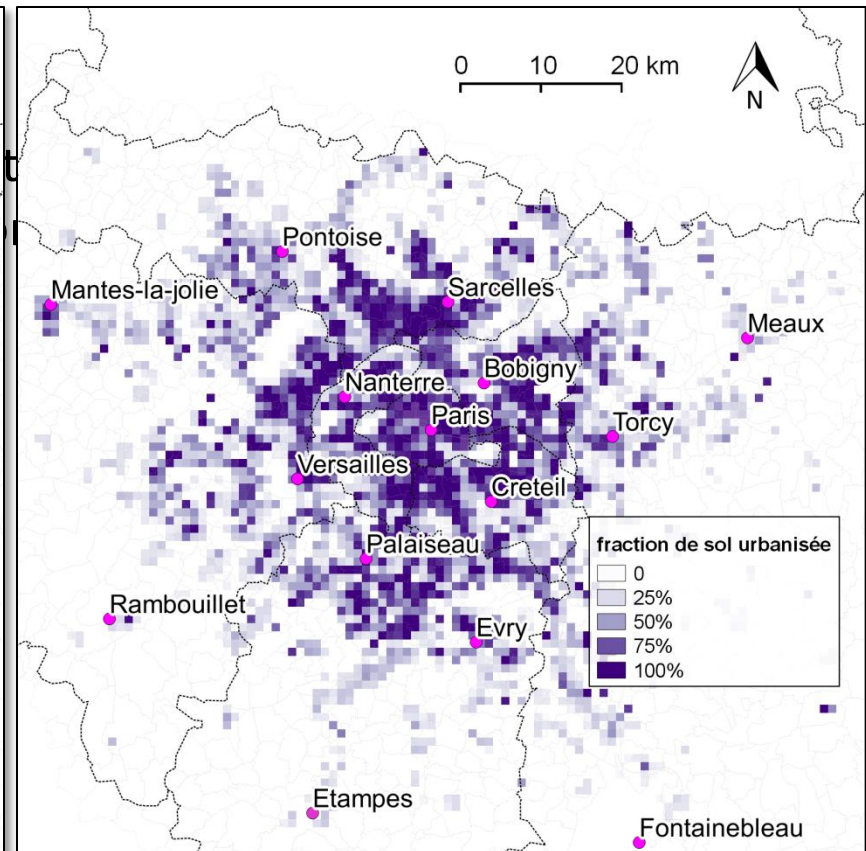 0 10 20 km
N
Pontoise
Mantes-la-jolie
Sarcelles
Meaux
Bobigny
Nanterre
Paris
Torcy
Versailles
Creteil
Palaiseau
fraction de sol urbanisée
0
25%
50%
75%
100%
Rambouillet
Evry
Etampes
Fontainebleau